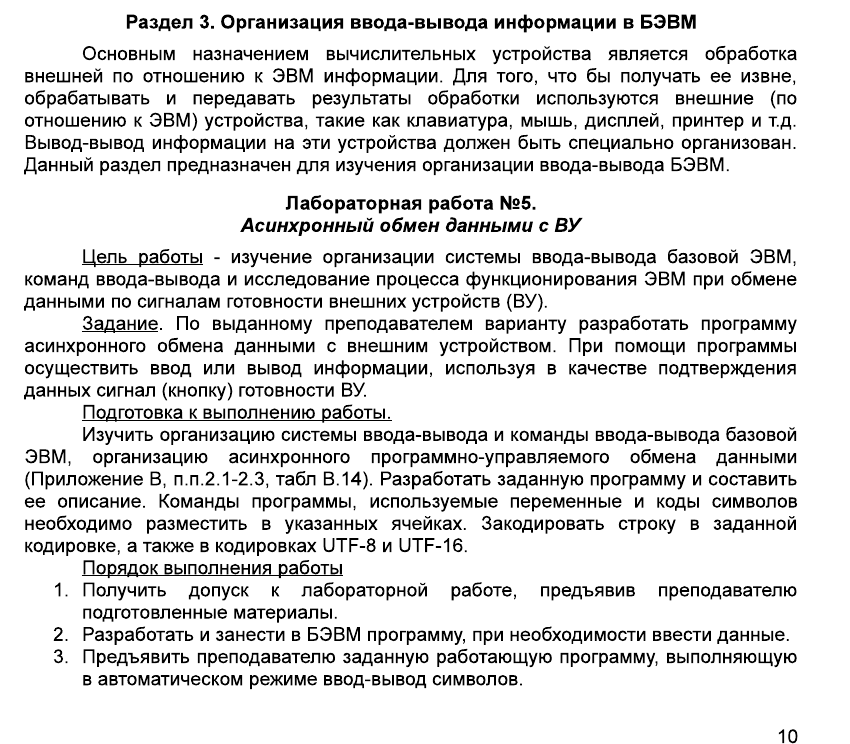 Раздел 3. Организация ввода-вывода информации в БЭВМ
Основным назначением вычислительных устройства является обработка
внешней по отношению к ЭВМ информации. Для того, что бы получать ее извне,
обрабатывать и передавать результаты обработки используются внешние (по
отношению к ЭВМ) устройства, такие как клавиатура, мышь, дисплей, принтер и т.д.
Вывод-вывод информации на эти устройства должен быть специально организован.
Данный раздел предназначен для изучения организации ввода-вывода БЭВМ.
Лабораторная работа №5.
Асинхронный обмен данными с ВУ
Цель работы - изучение организации системы ввода-вывода базовой ЭВМ,
команд ввода-вывода и исследование процесса функционирования ЭВМ при обмене
данными по сигналам готовности внешних устройств (ВУ).
Задание. По выданному преподавателем варианту разработать программу
асинхронного обмена данными с внешним устройством. При помощи программы
осуществить ввод или вывод информации, используя в качестве подтверждения
данных сигнал (кнопку) готовности ВУ.
Подготовка к выполнению работы.
Изучить организацию системы ввода-вывода и команды ввода-вывода базовой
ЭВМ, организацию асинхронного программно-управляемого обмена данными
(Приложение В, п.п.2.1-2.3, табл В.14). Разработать заданную программу и составить
ее описание. Команды программы, используемые переменные и коды символов
необходимо разместить в указанных ячейках. Закодировать строку в заданной
кодировке, а также в кодировках UTF-8 и UTF-16.
Порядок выполнения работы
1. Получить допуск к лабораторной работе, предъявив преподавателю
подготовленные материалы.
2. Разработать и занести в БЭВМ программу, при необходимости ввести данные.
3. Предъявить преподавателю заданную работающую программу, выполняющую
в автоматическом режиме ввод-вывод символов.
10